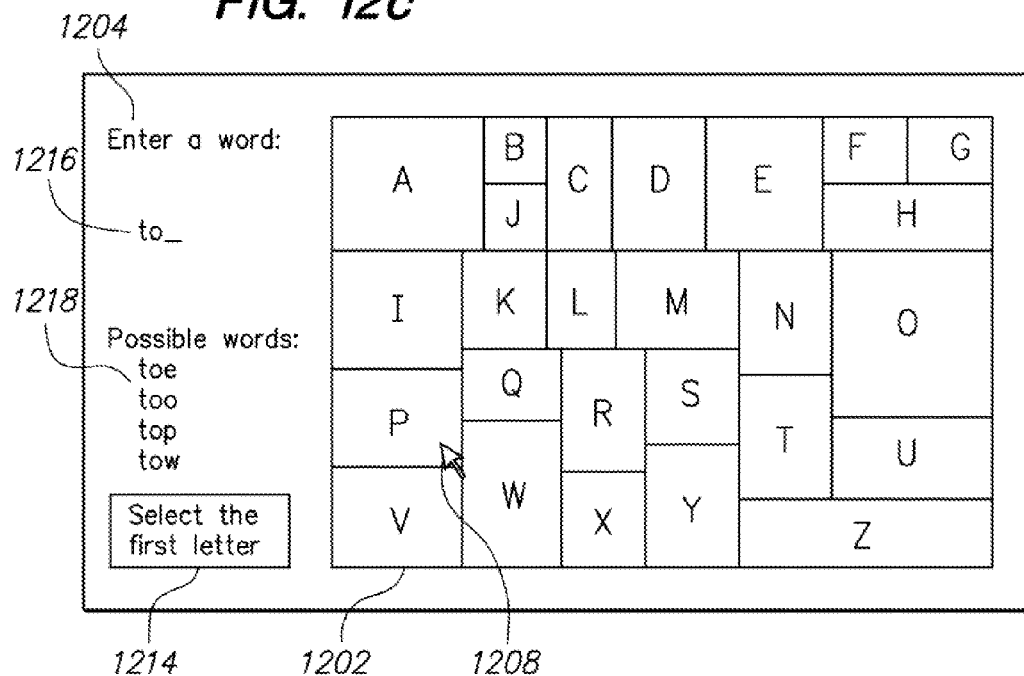 FIG. 12c
1204
Enter a word:
1216
to_
1218
Possible words:
toe
too
top
tow
Select the
first letter
A B C D E F G
J H
I K L M N O
P Q R S T U
V W X Y Z
1214 1202 1208